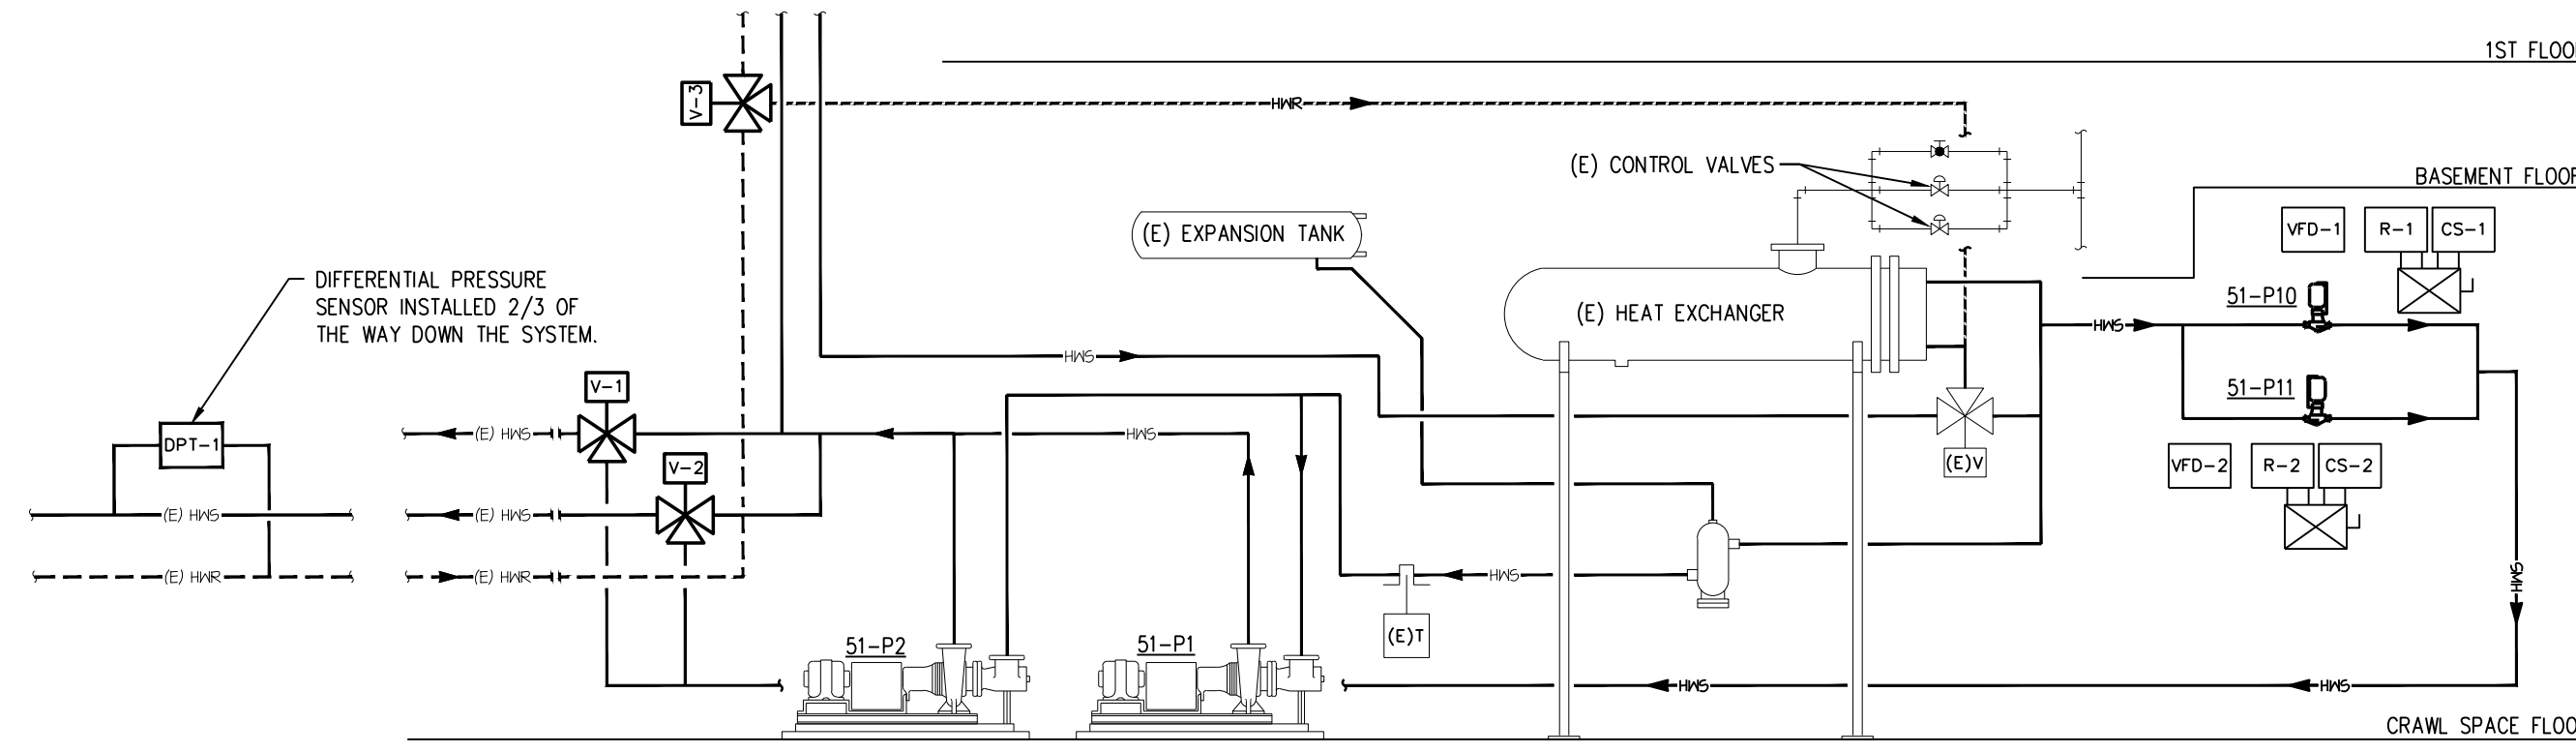 1ST FLOO
V-3
HWR
(E) CONTROL VALVES
BASEMENT FLOOR
(E) EXPANSION TANK
VFD-1
R-1
CS-1
DIFFERENTIAL PRESSURE
SENSOR INSTALLED 2/3 OF
THE WAY DOWN THE SYSTEM.
(E) HEAT EXCHANGER
51-P10
HWS
HWS
V-1
51-P11
DPT-1
(E) HWS
HWS
(E)V
V-2
VFD-2
R-2
CS-2
(E) HWS
(E) HWS
(E) HWR
(E) HWR
HWS
HWS
(E)T
51-P2
51-P1
HWS
HWS
CRAWL SPACE FLOO